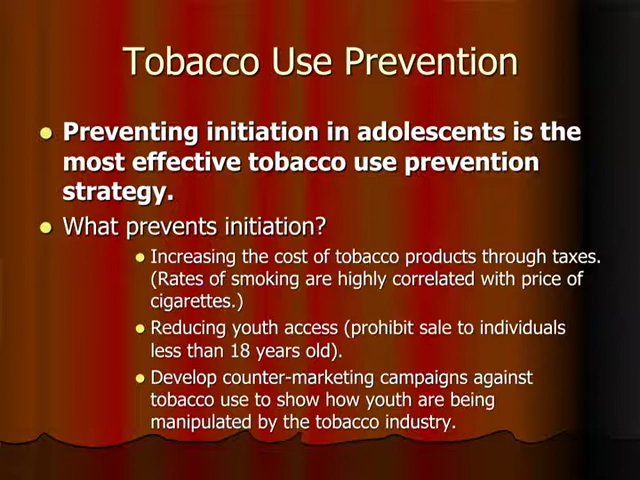 Tobacco Use Prevention
Preventing initiation in adolescents is the
most effective tobacco use prevention
strategy.
What prevents initiation?
Increasing the cost of tobacco products through taxes.
(Rates of smoking are highly correlated with price of
cigarettes.)
Reducing youth access (prohibit sale to individuals
less than 18 years old).
Develop counter-marketing campaigns against
tobacco use to show how youth are being
manipulated by the tobacco industry.